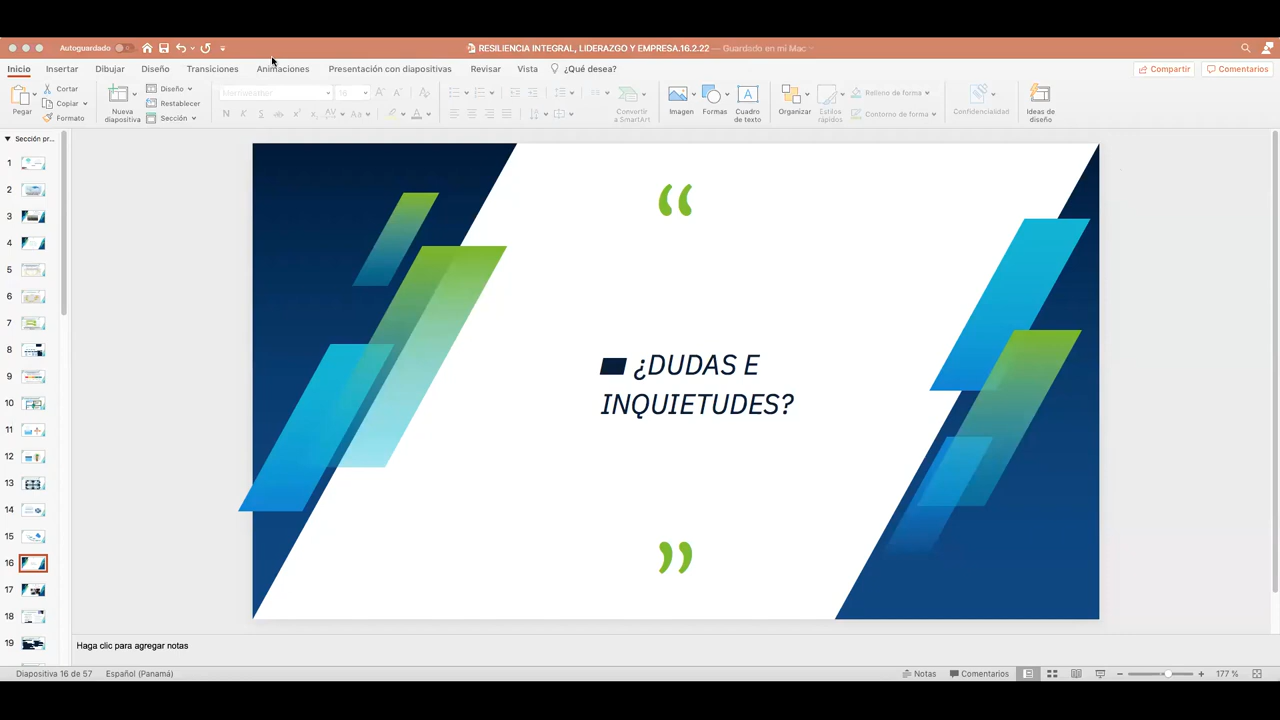 Autoguardado
RESILIENCIA INTEGRAL, LIDERAZGO Y EMPRESA.16.2.22 — Guardado en mi Mac
Inicio Insertar Dibujar Diseño Transiciones Animaciones Presentación con diapositivas Revisar Vista ¿Qué desea? Compartir Comentarios
Pegar
Cortar
Copiar
Formato
Nueva
diapositiva
Diseño
Restablecer
Sección
Convertir
a SmartArt
Imagen
Formas
Cuadro
de texto
Organizar
Estilos
rápidos
Relleno de forma
Contorno de forma
Confidencialidad
Ideas de
diseño
Sección pr...
1
2
3
4
5
6
7
8
9
10
11
12
13
14
15
16
17
18
19
“
¿DUDAS E
INQUIETUDES?
”
Haga clic para agregar notas
Diapositiva 16 de 57 Español (Panamá) Notas Comentarios 177 %